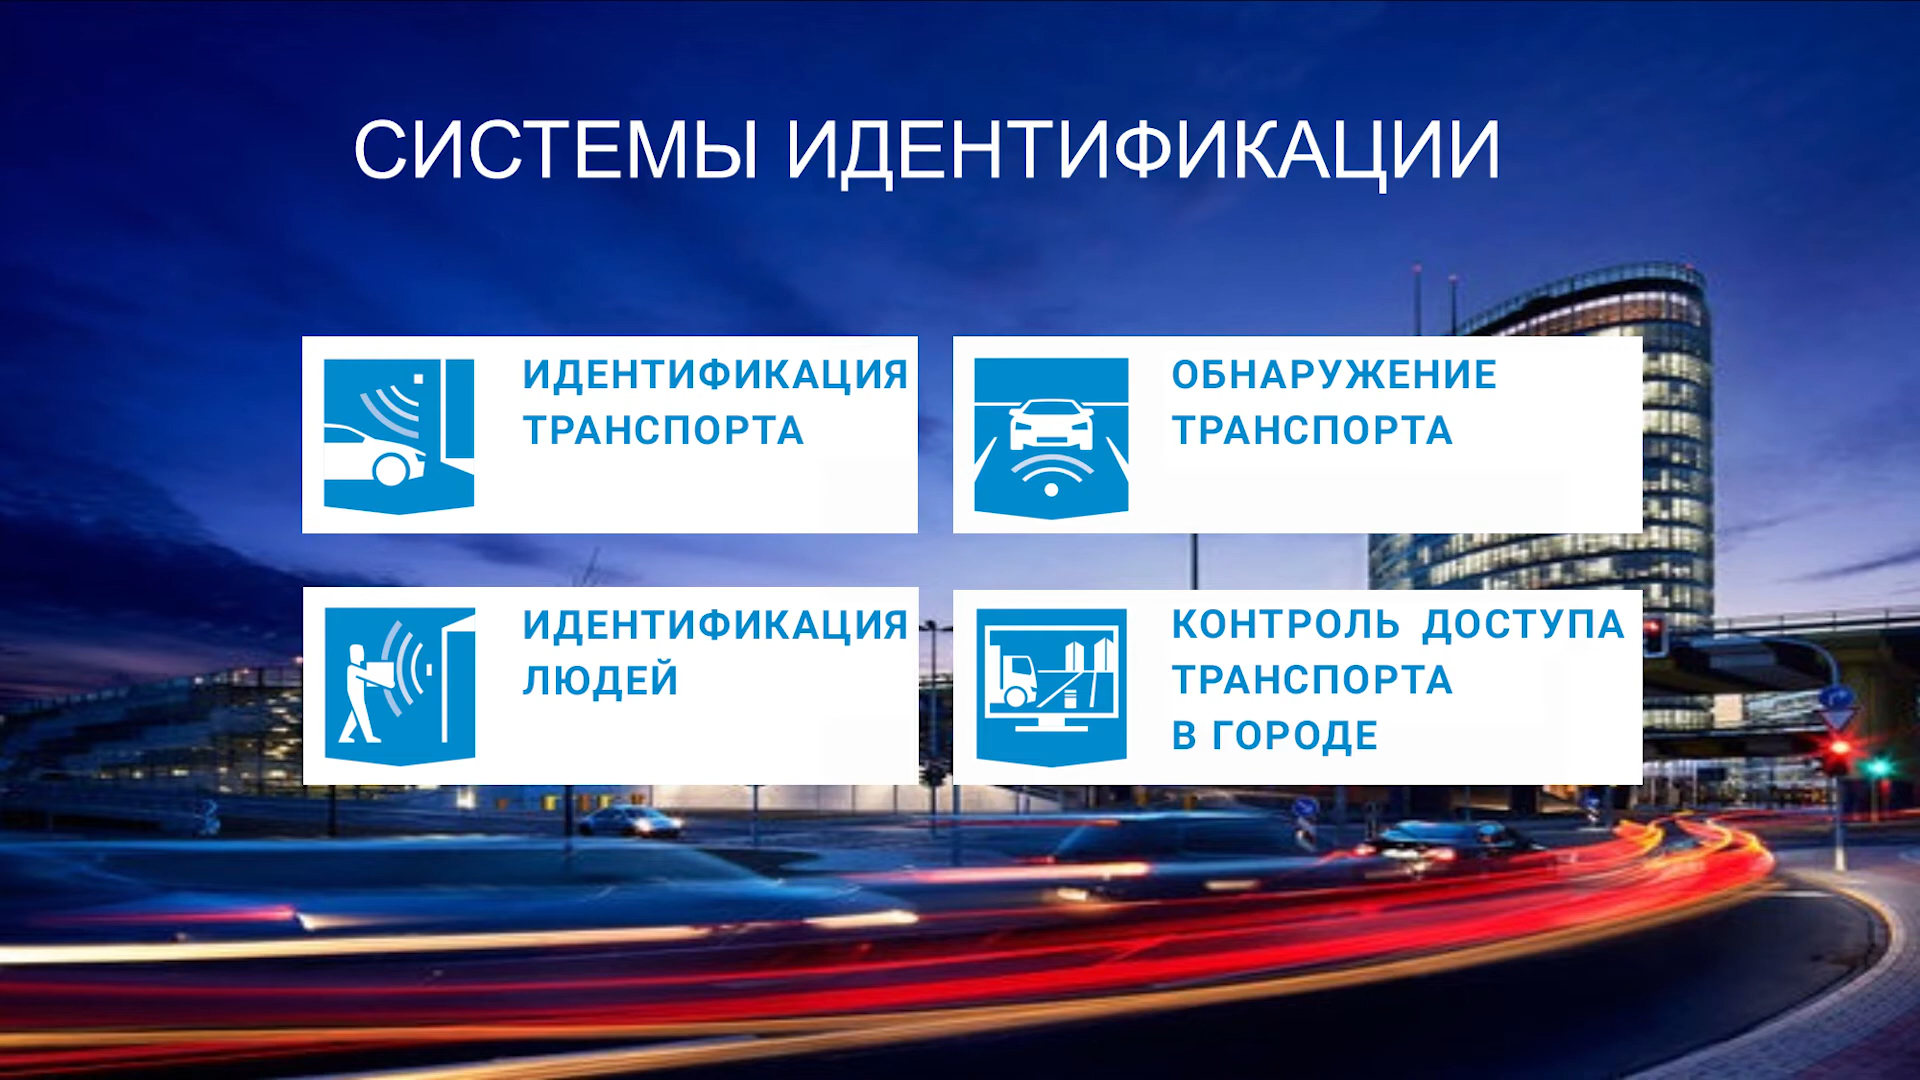 СИСТЕМЫ ИДЕНТИФИКАЦИИ
ИДЕНТИФИКАЦИЯ
ТРАНСПОРТА
ОБНАРУЖЕНИЕ
ТРАНСПОРТА
ИДЕНТИФИКАЦИЯ
ЛЮДЕЙ
КОНТРОЛЬ ДОСТУПА
ТРАНСПОРТА
В ГОРОДЕ